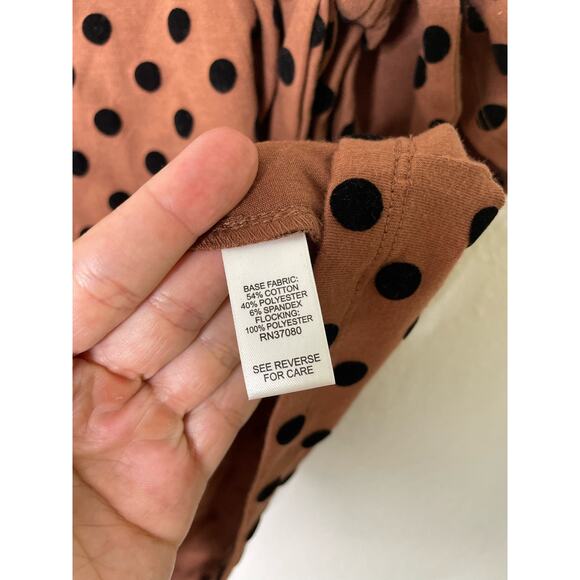 BASE FABRIC:
54% COTTON
40% POLYESTER
6% SPANDEX
FLOCKING:
100% POLYESTER
RN37080
SEE REVERSE
FOR CARE